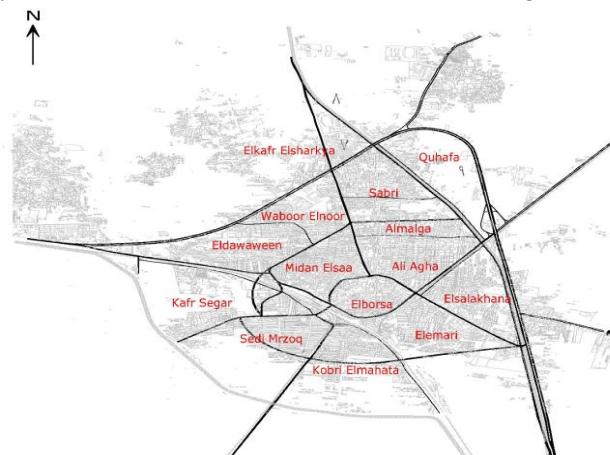 N
Elkafr Elsharkya
Quhafa
Sabri
Waboor Elnoor
Almalga
Eldawaween
Midan Elsaa
Ali Agha
Kafr Segar
Elborsa
Elsalakhana
Sedi Mrzoq
Elemari
Kobri Elmahata